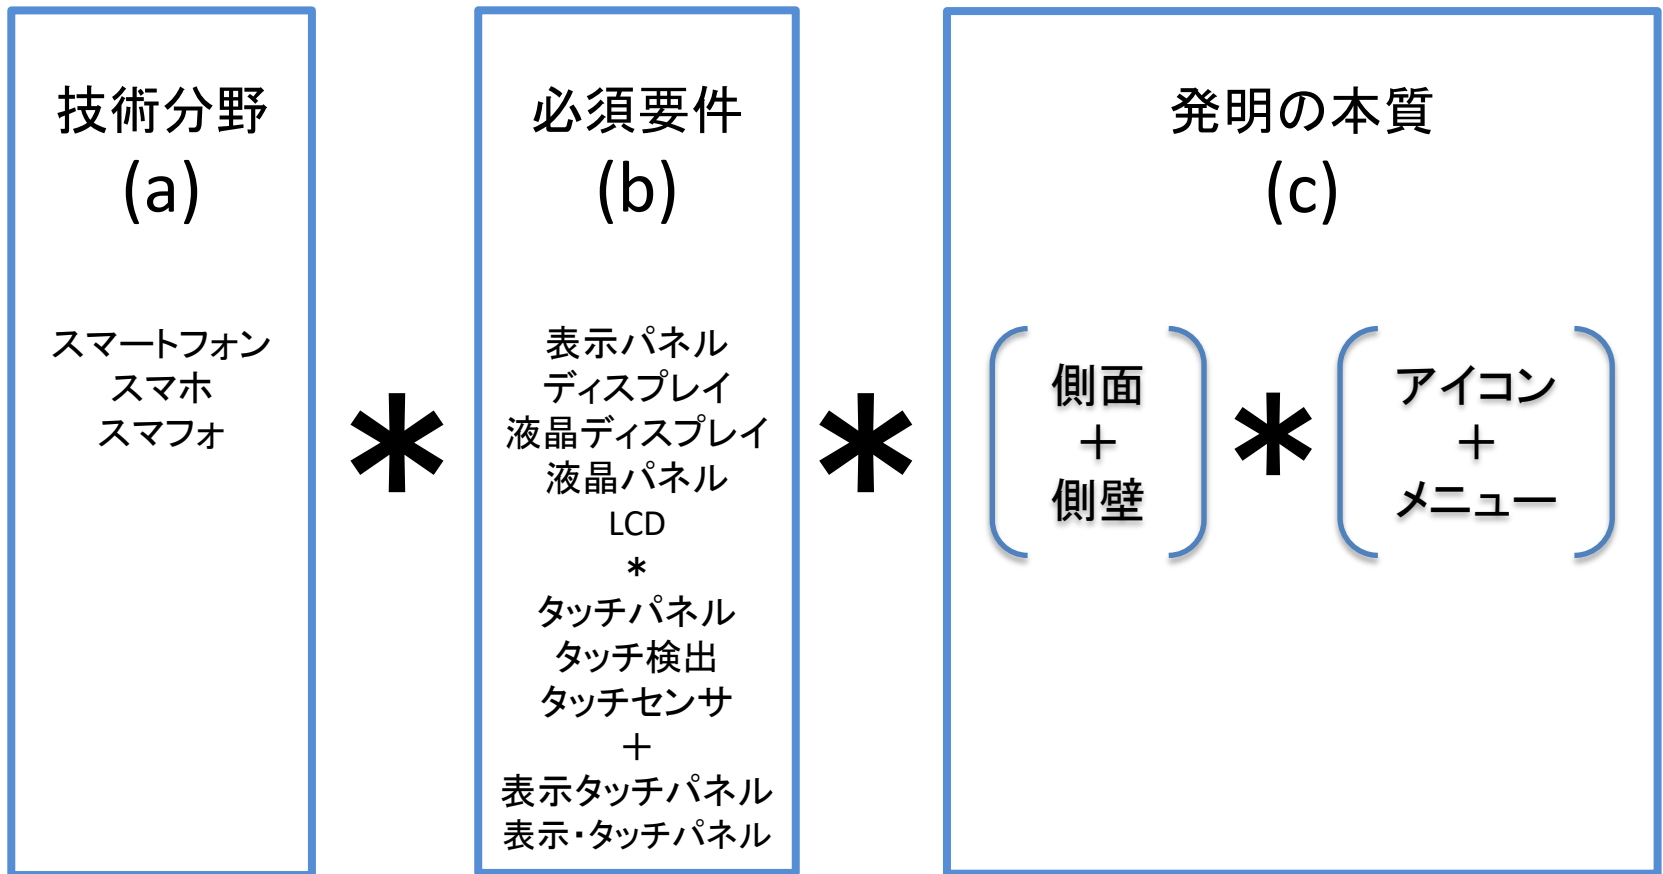 技術分野
(a)
スマートフォン
スマホ
スマフォ
*
必須要件
(b)
表示パネル
ディスプレイ
液晶ディスプレイ
液晶パネル
LCD
*
タッチパネル
タッチ検出
タッチセンサ
＋
表示タッチパネル
表示・タッチパネル
*
発明の本質
(c)
側面
＋
側壁
*
アイコン
＋
メニュー